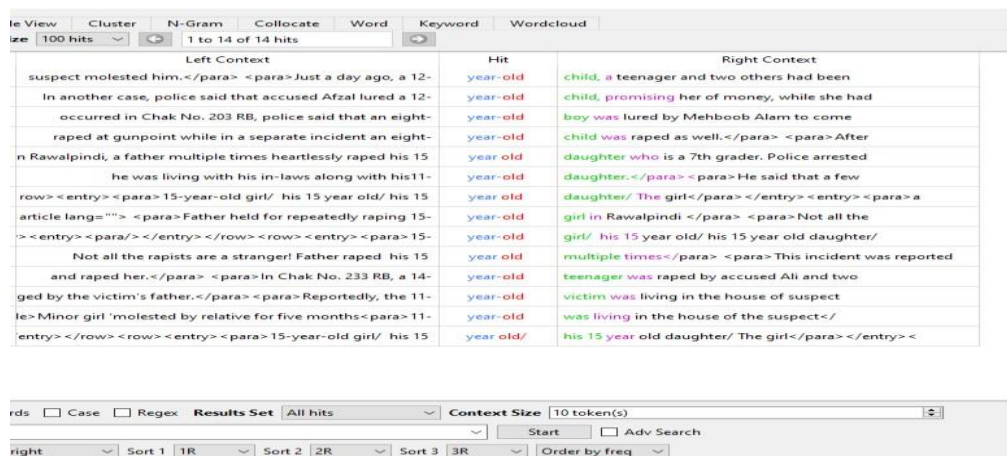 le View Cluster N-Gram Collocate Word Keyword Wordcloud
ze 100 hits 1 to 14 of 14 hits
Left Context Hit Right Context
suspect molested him.</para> <para>Just a day ago, a 12- year-old child, a teenager and two others had been
In another case, police said that accused Afzal lured a 12- year-old child, promising her of money, while she had
occurred in Chak No. 203 RB, police said that an eight- year-old boy was lured by Mehboob Alam to come
raped at gunpoint while in a separate incident an eight- year-old child was raped as well.</para> <para>After
n Rawalpindi, a father multiple times heartlessly raped his 15 year old daughter who is a 7th grader. Police arrested
he was living with his in-laws along with his11- year-old daughter.</para> <para>He said that a few
row><entry><para>15-year-old girl/ his 15 year old/ his 15 year old daughter/ The girl</para></entry><entry><para>a
article lang=""> <para>Father held for repeatedly raping 15- year-old girl in Rawalpindi </para> <para>Not all the
><entry><para/></entry></row><row><entry><para>15- year-old girl/ his 15 year old/ his 15 year old daughter/
Not all the rapists are a stranger! Father raped his 15 year old multiple times</para> <para>This incident was reported
and raped her.</para> <para>In Chak No. 233 RB, a 14- year-old teenager was raped by accused Ali and two
ged by the victim's father.</para> <para>Reportedly, the 11- year-old victim was living in the house of suspect
le>Minor girl 'molested by relative for five months<para>11- year-old was living in the house of the suspect</
entry></row><row><entry><para>15-year-old girl/ his 15 year old/ his 15 year old daughter/ The girl</para></entry><
rds Case Regex Results Set All hits Context Size 10 token(s)
Start Adv Search
right Sort 1 1R Sort 2 2R Sort 3 3R Order by freq